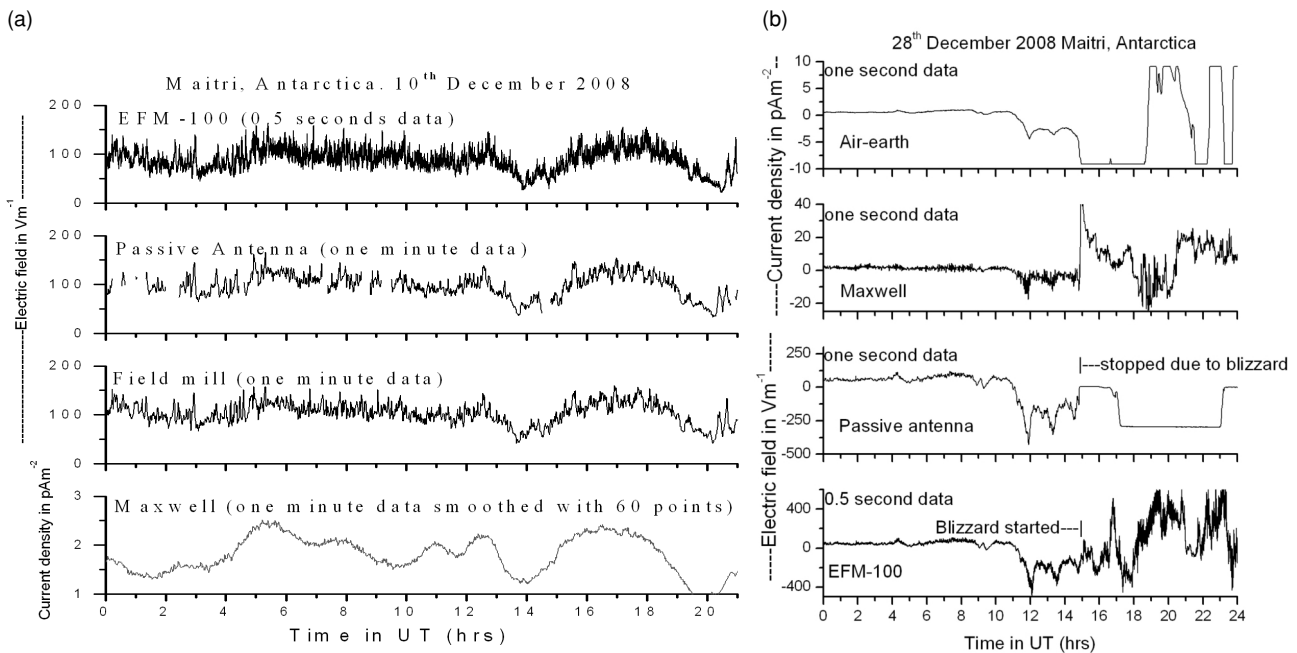 (a)
Maitri, Antarctica. 10th December 2008
-----Electric field in Vm-1-----
200
EFM -100 (0.5 seconds data)
100
0
200
Passive Antenna (one minute data)
100
0
200
Field mill (one minute data)
100
0
Current density in pAm-2
3
Maxwell (one minute data smoothed with 60 points)
2
1
0 2 4 6 8 10 12 14 16 18 20
Time in UT (hrs)
(b)
28th December 2008 Maitri, Antarctica
-----Current density in pAm-2--
10
one second data
5
0
-5
Air-earth
-10
40
one second data
20
0
Maxwell
-20
-----Electric field in Vm-1-----
250
one second data
|---stopped due to blizzard
0
-250
Passive antenna
-500
0.5 second data
400
Blizzard started---|
0
EFM-100
-400
0 2 4 6 8 10 12 14 16 18 20 22 24
Time in UT (hrs)